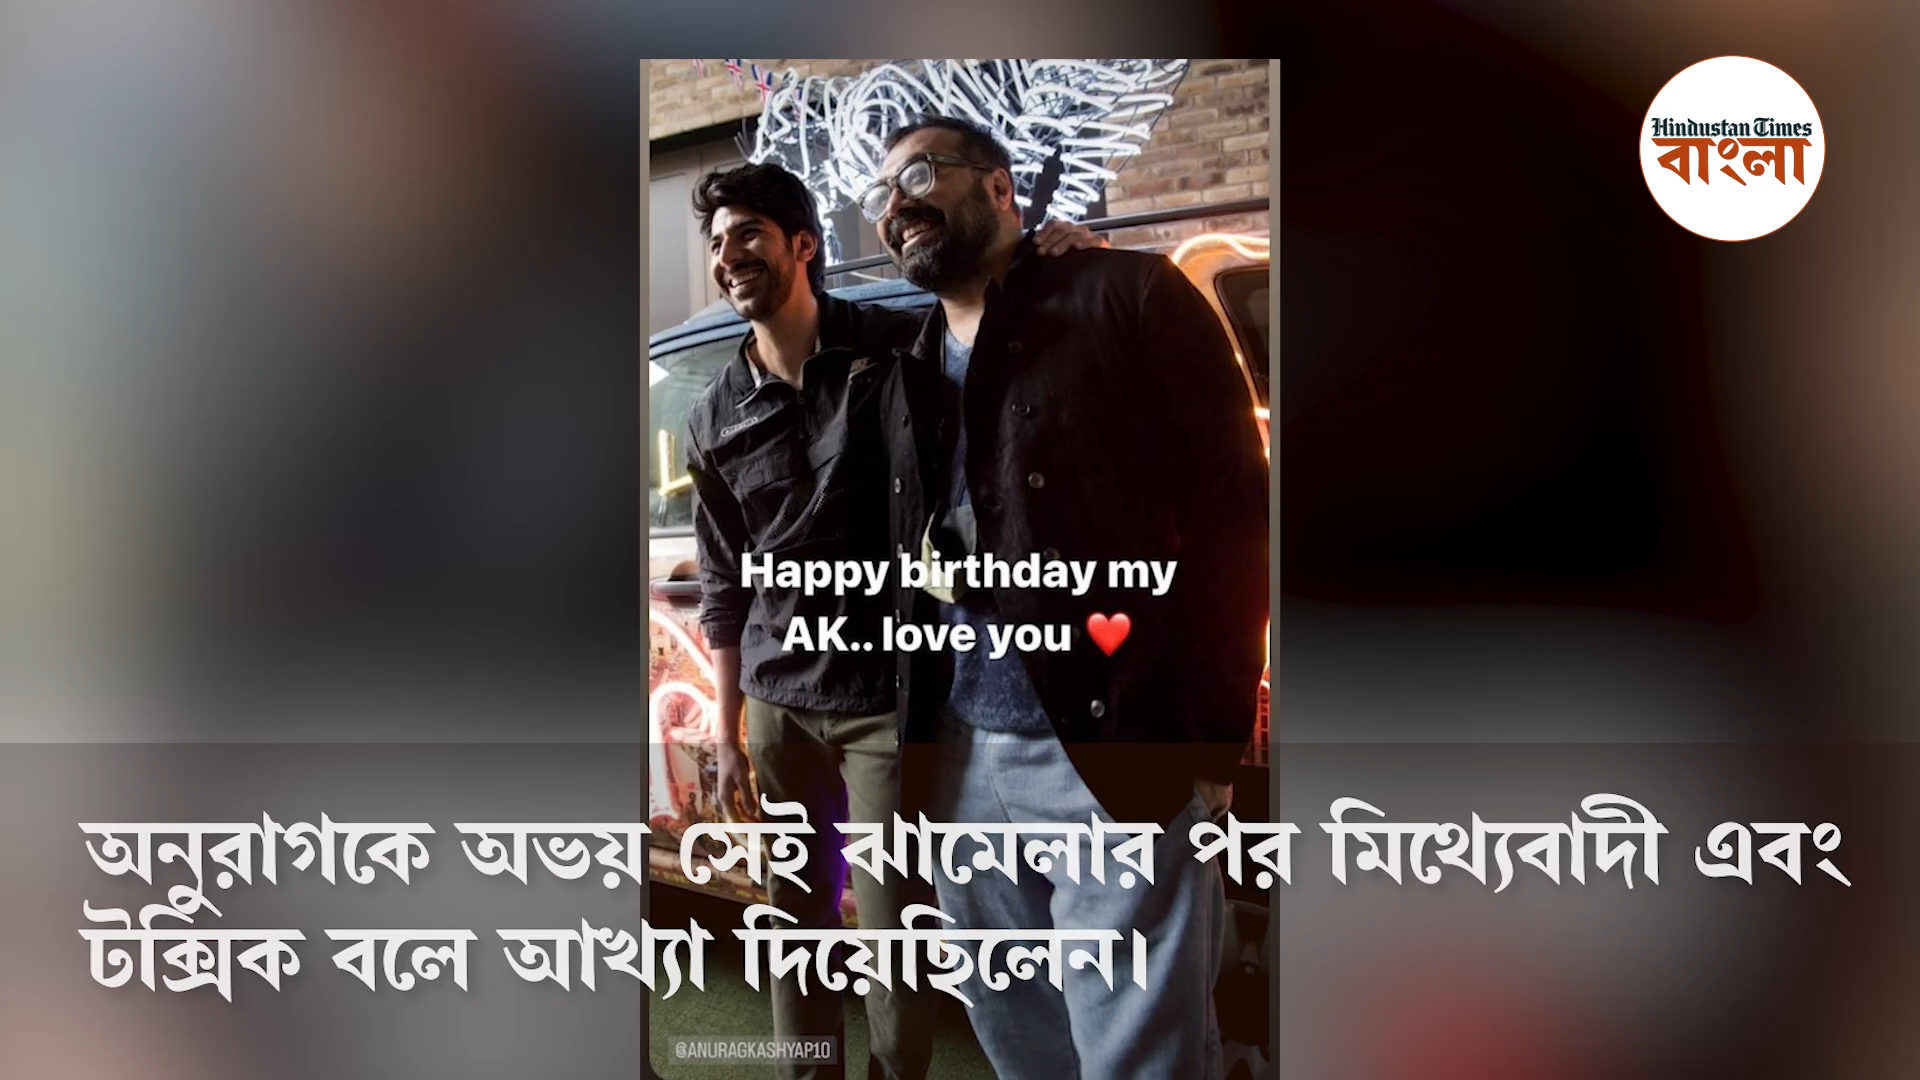 Hindustan Times
বাংলা
Happy birthday my
AK.. love you ❤️
অনুরাগকে অভয় সেই ঝামেলার পর মিথ্যেবাদী এবং
টক্সিক বলে আখ্যা দিয়েছিলেন।
@ANURAGKASHYAP10